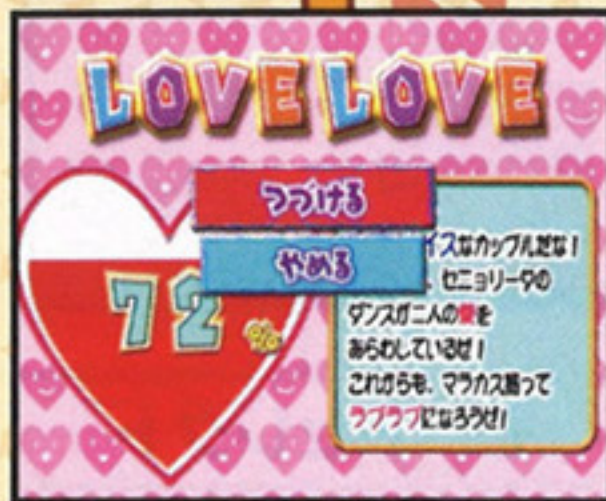 LOVE LOVE
つづける
やめる
72%
イスなカップルだな！
、セニョリータの
ダンスが二人の愛を
あらわしているぜ！
これからも、マラカス振って
ラブラブになろうぜ！